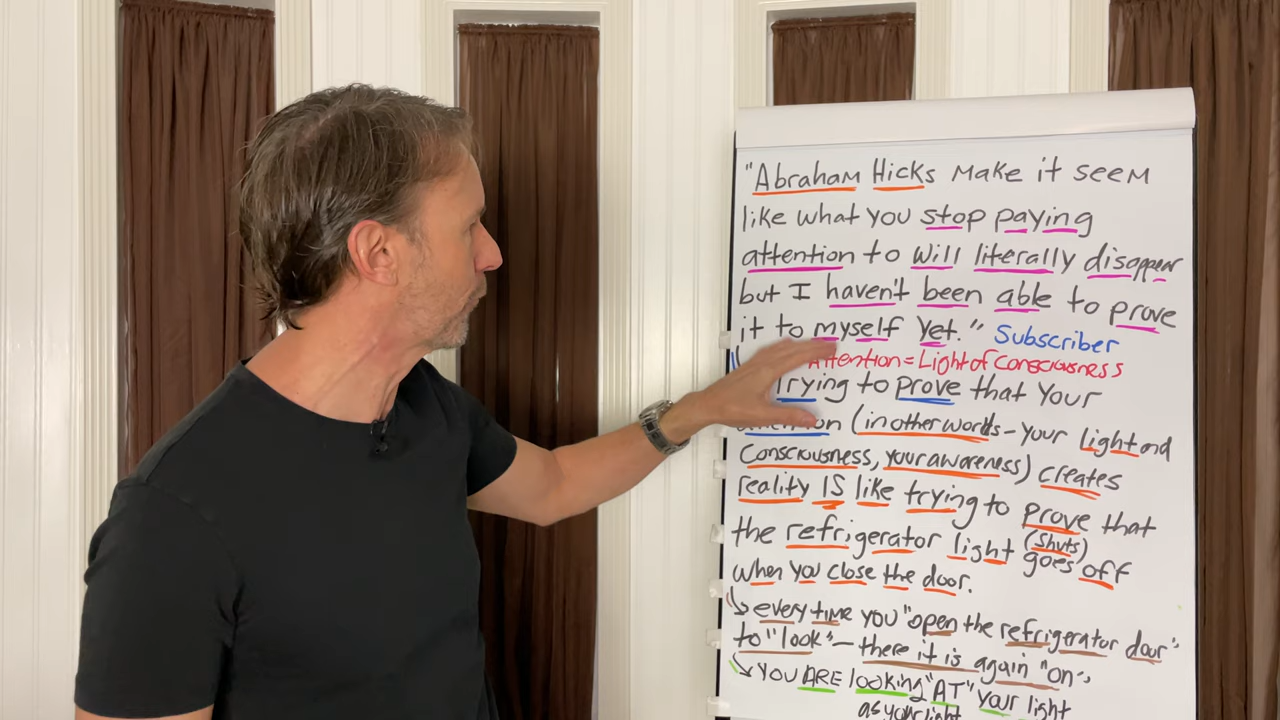 "Abraham Hicks make it seem
like what you stop paying
attention to will literally disappear
but I haven't been able to prove
it to myself yet." Subscriber
Attention = Light of Consciousness
Trying to prove that your
(in other words - your light and
consciousness, your awareness) creates
reality IS like trying to prove that
the refrigerator light goes (shuts) off
when you close the door.
every time you "open the refrigerator door"
to "look" - there it is again "on"
You ARE looking "AT" your light
as your light